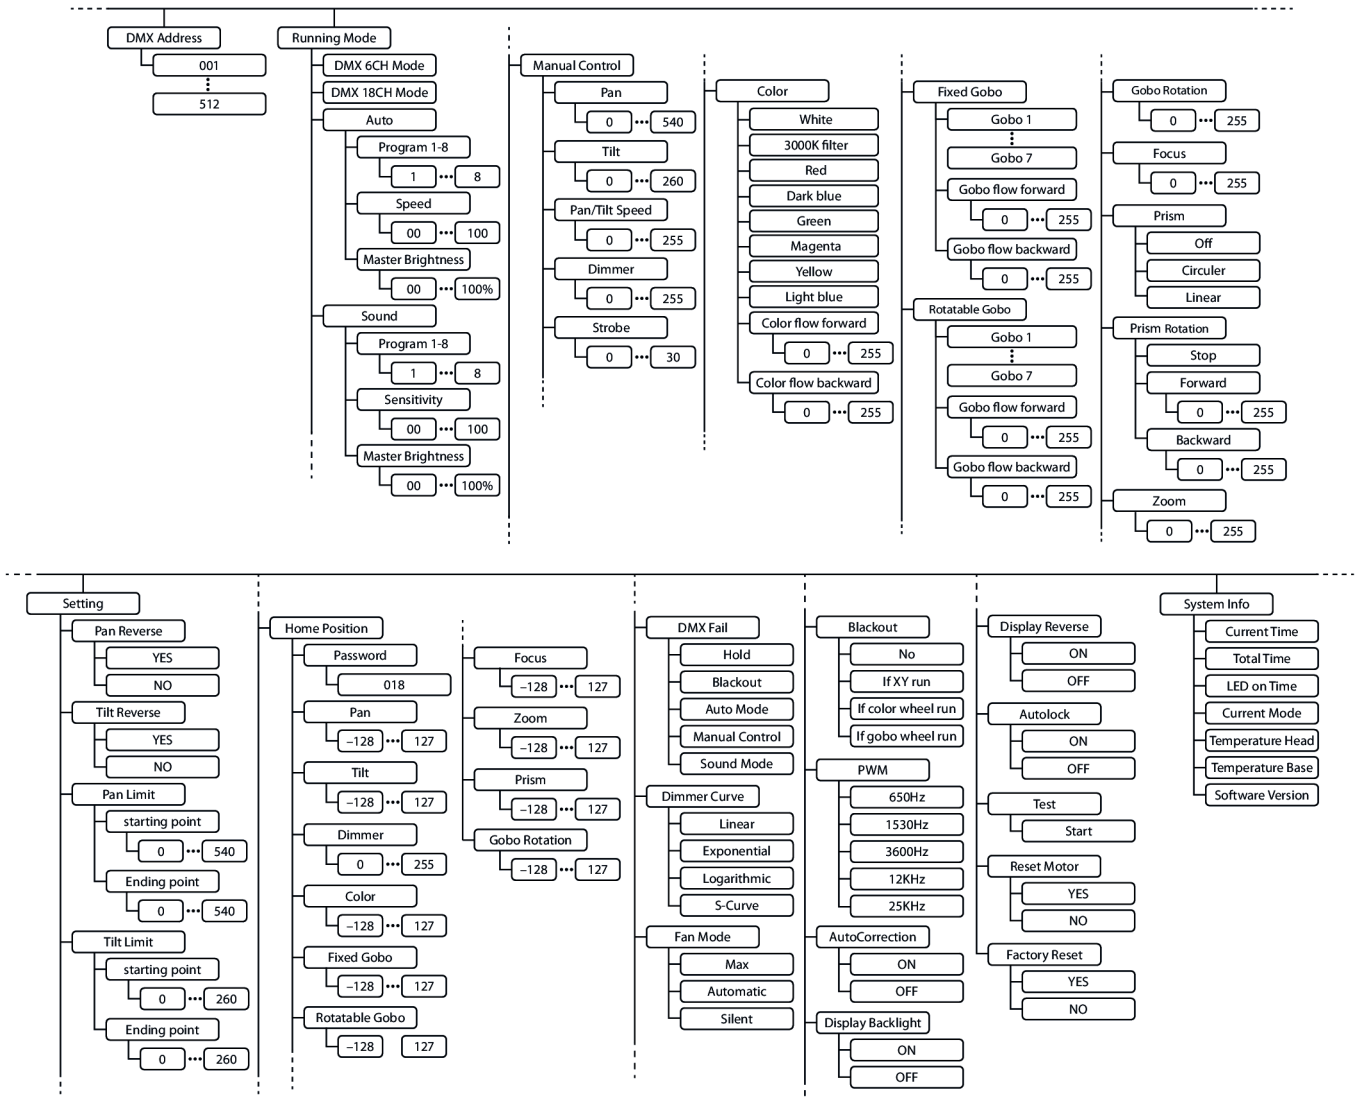 DMX Address
001
512
Running Mode
DMX 6CH Mode
DMX 18CH Mode
Auto
Program 1-8
1 ••• 8
Speed
00 ••• 100
Master Brightness
00 ••• 100%
Sound
Program 1-8
1 ••• 8
Sensitivity
00 ••• 100
Master Brightness
00 ••• 100%
Manual Control
Pan
0 ••• 540
Tilt
0 ••• 260
Pan/Tilt Speed
0 ••• 255
Dimmer
0 ••• 255
Strobe
0 ••• 30
Color
White
3000K filter
Red
Dark blue
Green
Magenta
Yellow
Light blue
Color flow forward
0 ••• 255
Color flow backward
0 ••• 255
Fixed Gobo
Gobo 1
Gobo 7
Gobo flow forward
0 ••• 255
Gobo flow backward
0 ••• 255
Rotatable Gobo
Gobo 1
Gobo 7
Gobo flow forward
0 ••• 255
Gobo flow backward
0 ••• 255
Gobo Rotation
0 ••• 255
Focus
0 ••• 255
Prism
Off
Circuler
Linear
Prism Rotation
Stop
Forward
0 ••• 255
Backward
0 ••• 255
Zoom
0 ••• 255
Setting
Pan Reverse
YES
NO
Tilt Reverse
YES
NO
Pan Limit
starting point
0 ••• 540
Ending point
0 ••• 540
Tilt Limit
starting point
0 ••• 260
Ending point
0 ••• 260
Home Position
Password
018
Pan
–128 ••• 127
Tilt
–128 ••• 127
Dimmer
0 ••• 255
Color
–128 ••• 127
Fixed Gobo
–128 ••• 127
Rotatable Gobo
–128 127
Focus
–128 ••• 127
Zoom
–128 ••• 127
Prism
–128 ••• 127
Gobo Rotation
–128 ••• 127
DMX Fail
Hold
Blackout
Auto Mode
Manual Control
Sound Mode
Dimmer Curve
Linear
Exponential
Logarithmic
S-Curve
Fan Mode
Max
Automatic
Silent
Blackout
No
If XY run
If color wheel run
If gobo wheel run
PWM
650Hz
1530Hz
3600Hz
12KHz
25KHz
AutoCorrection
ON
OFF
Display Backlight
ON
OFF
Display Reverse
ON
OFF
Autolock
ON
OFF
Test
Start
Reset Motor
YES
NO
Factory Reset
YES
NO
System Info
Current Time
Total Time
LED on Time
Current Mode
Temperature Head
Temperature Base
Software Version